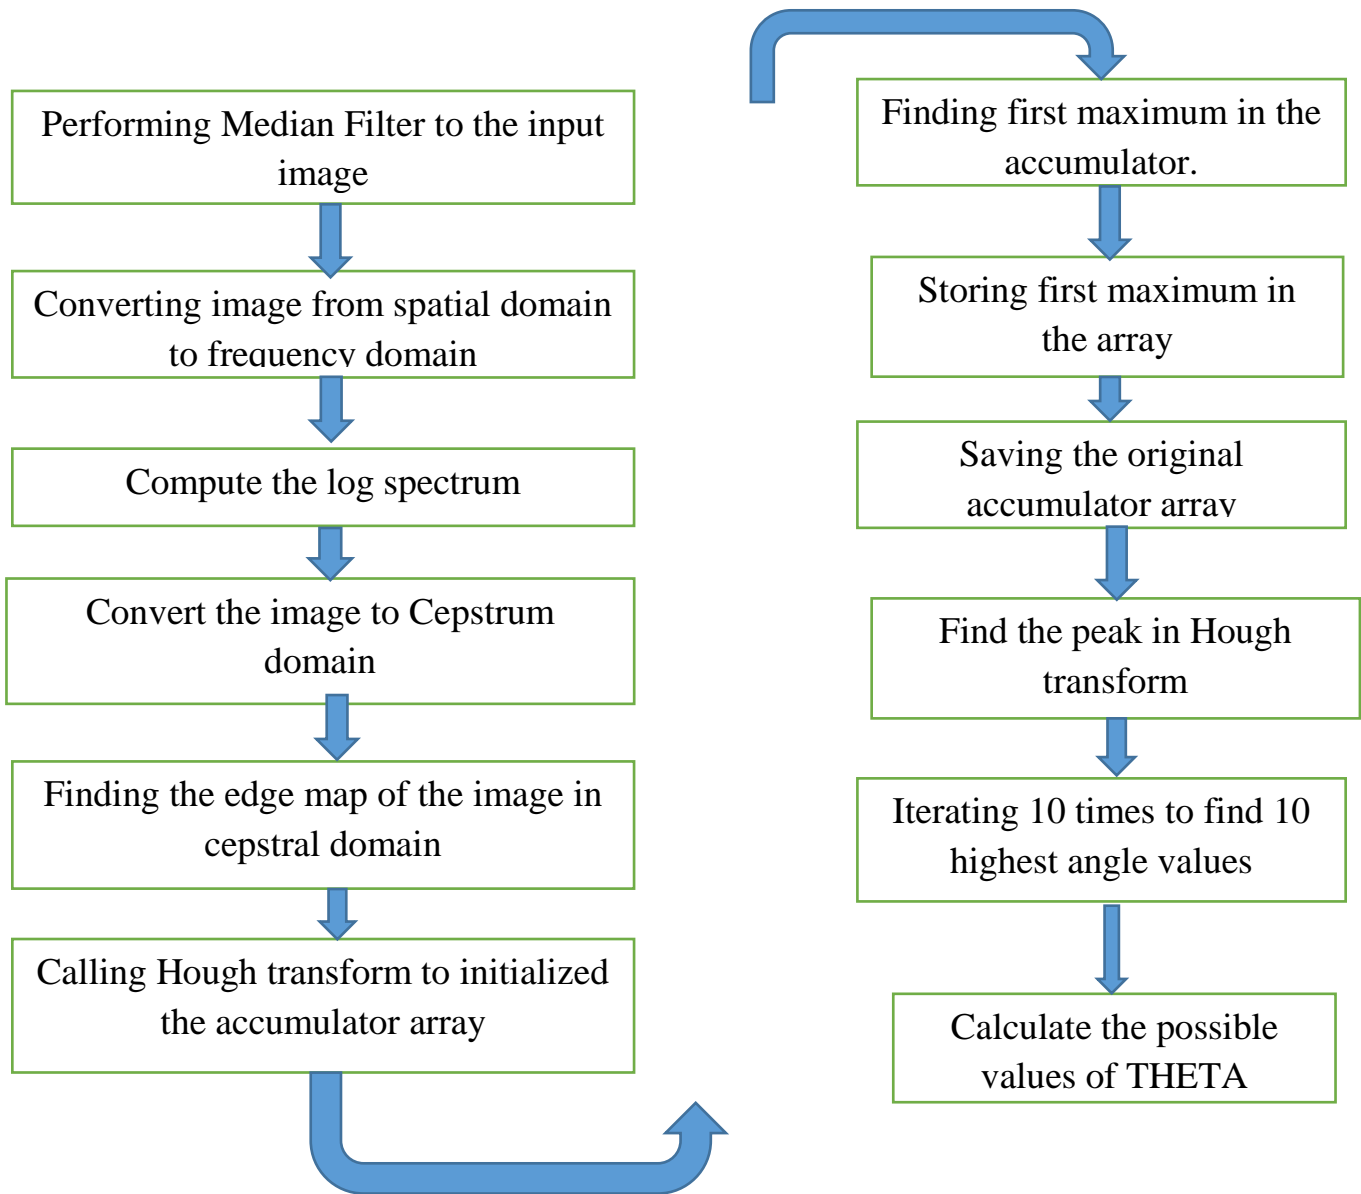 Performing Median Filter to the input
image
Converting image from spatial domain
to frequency domain
Compute the log spectrum
Convert the image to Cepstrum
domain
Finding the edge map of the image in
cepstral domain
Calling Hough transform to initialized
the accumulator array
Finding first maximum in the
accumulator.
Storing first maximum in
the array
Saving the original
accumulator array
Find the peak in Hough
transform
Iterating 10 times to find 10
highest angle values
Calculate the possible
values of THETA